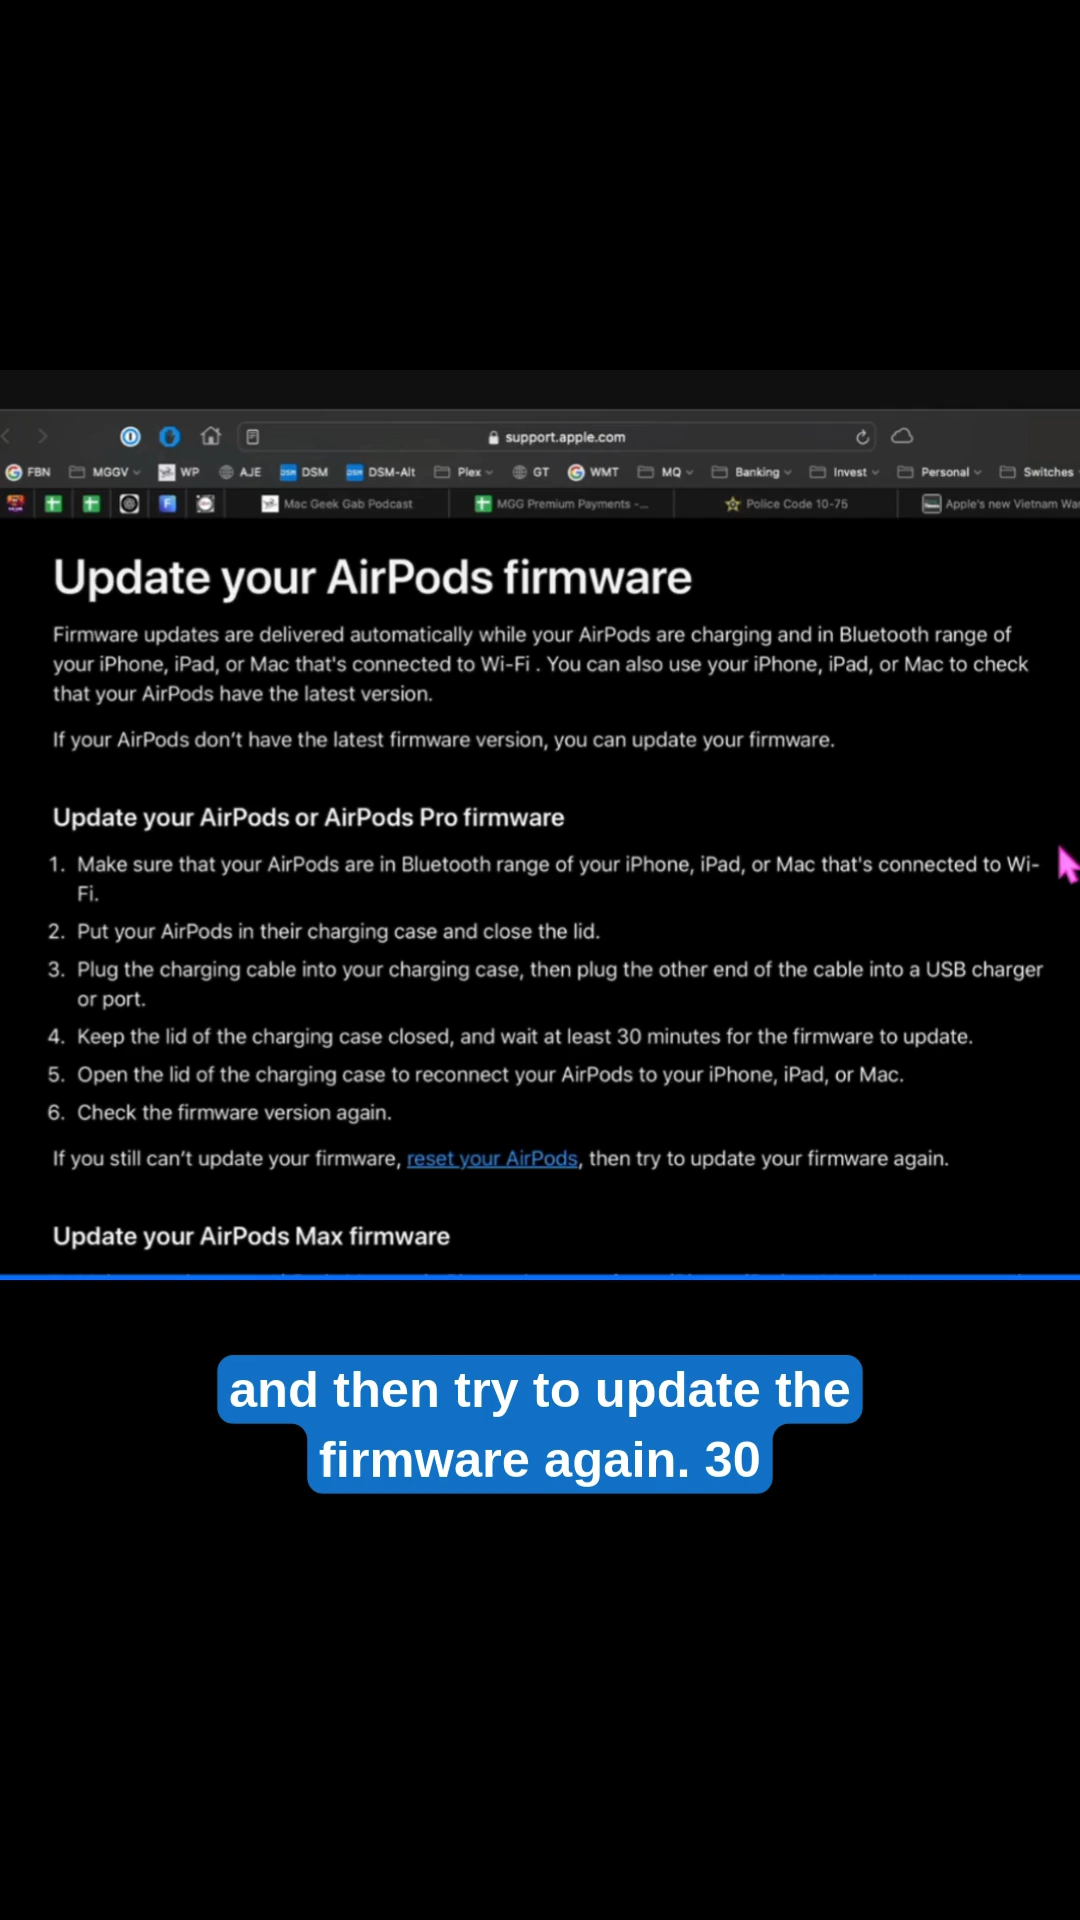 support.apple.com
FBN MGGV WP AJE DSM DSM-Alt Plex GT WMT MQ Banking Invest Personal Switches
Mac Geek Gab Podcast MGG Premium Payments -... Police Code 10-75 Apple's new Vietnam
Update your AirPods firmware
Firmware updates are delivered automatically while your AirPods are charging and in Bluetooth range of
your iPhone, iPad, or Mac that's connected to Wi-Fi . You can also use your iPhone, iPad, or Mac to check
that your AirPods have the latest version.
If your AirPods don’t have the latest firmware version, you can update your firmware.
Update your AirPods or AirPods Pro firmware
1. Make sure that your AirPods are in Bluetooth range of your iPhone, iPad, or Mac that's connected to Wi-
Fi.
2. Put your AirPods in their charging case and close the lid.
3. Plug the charging cable into your charging case, then plug the other end of the cable into a USB charger
or port.
4. Keep the lid of the charging case closed, and wait at least 30 minutes for the firmware to update.
5. Open the lid of the charging case to reconnect your AirPods to your iPhone, iPad, or Mac.
6. Check the firmware version again.
If you still can’t update your firmware, reset your AirPods, then try to update your firmware again.
Update your AirPods Max firmware
and then try to update the
firmware again. 30